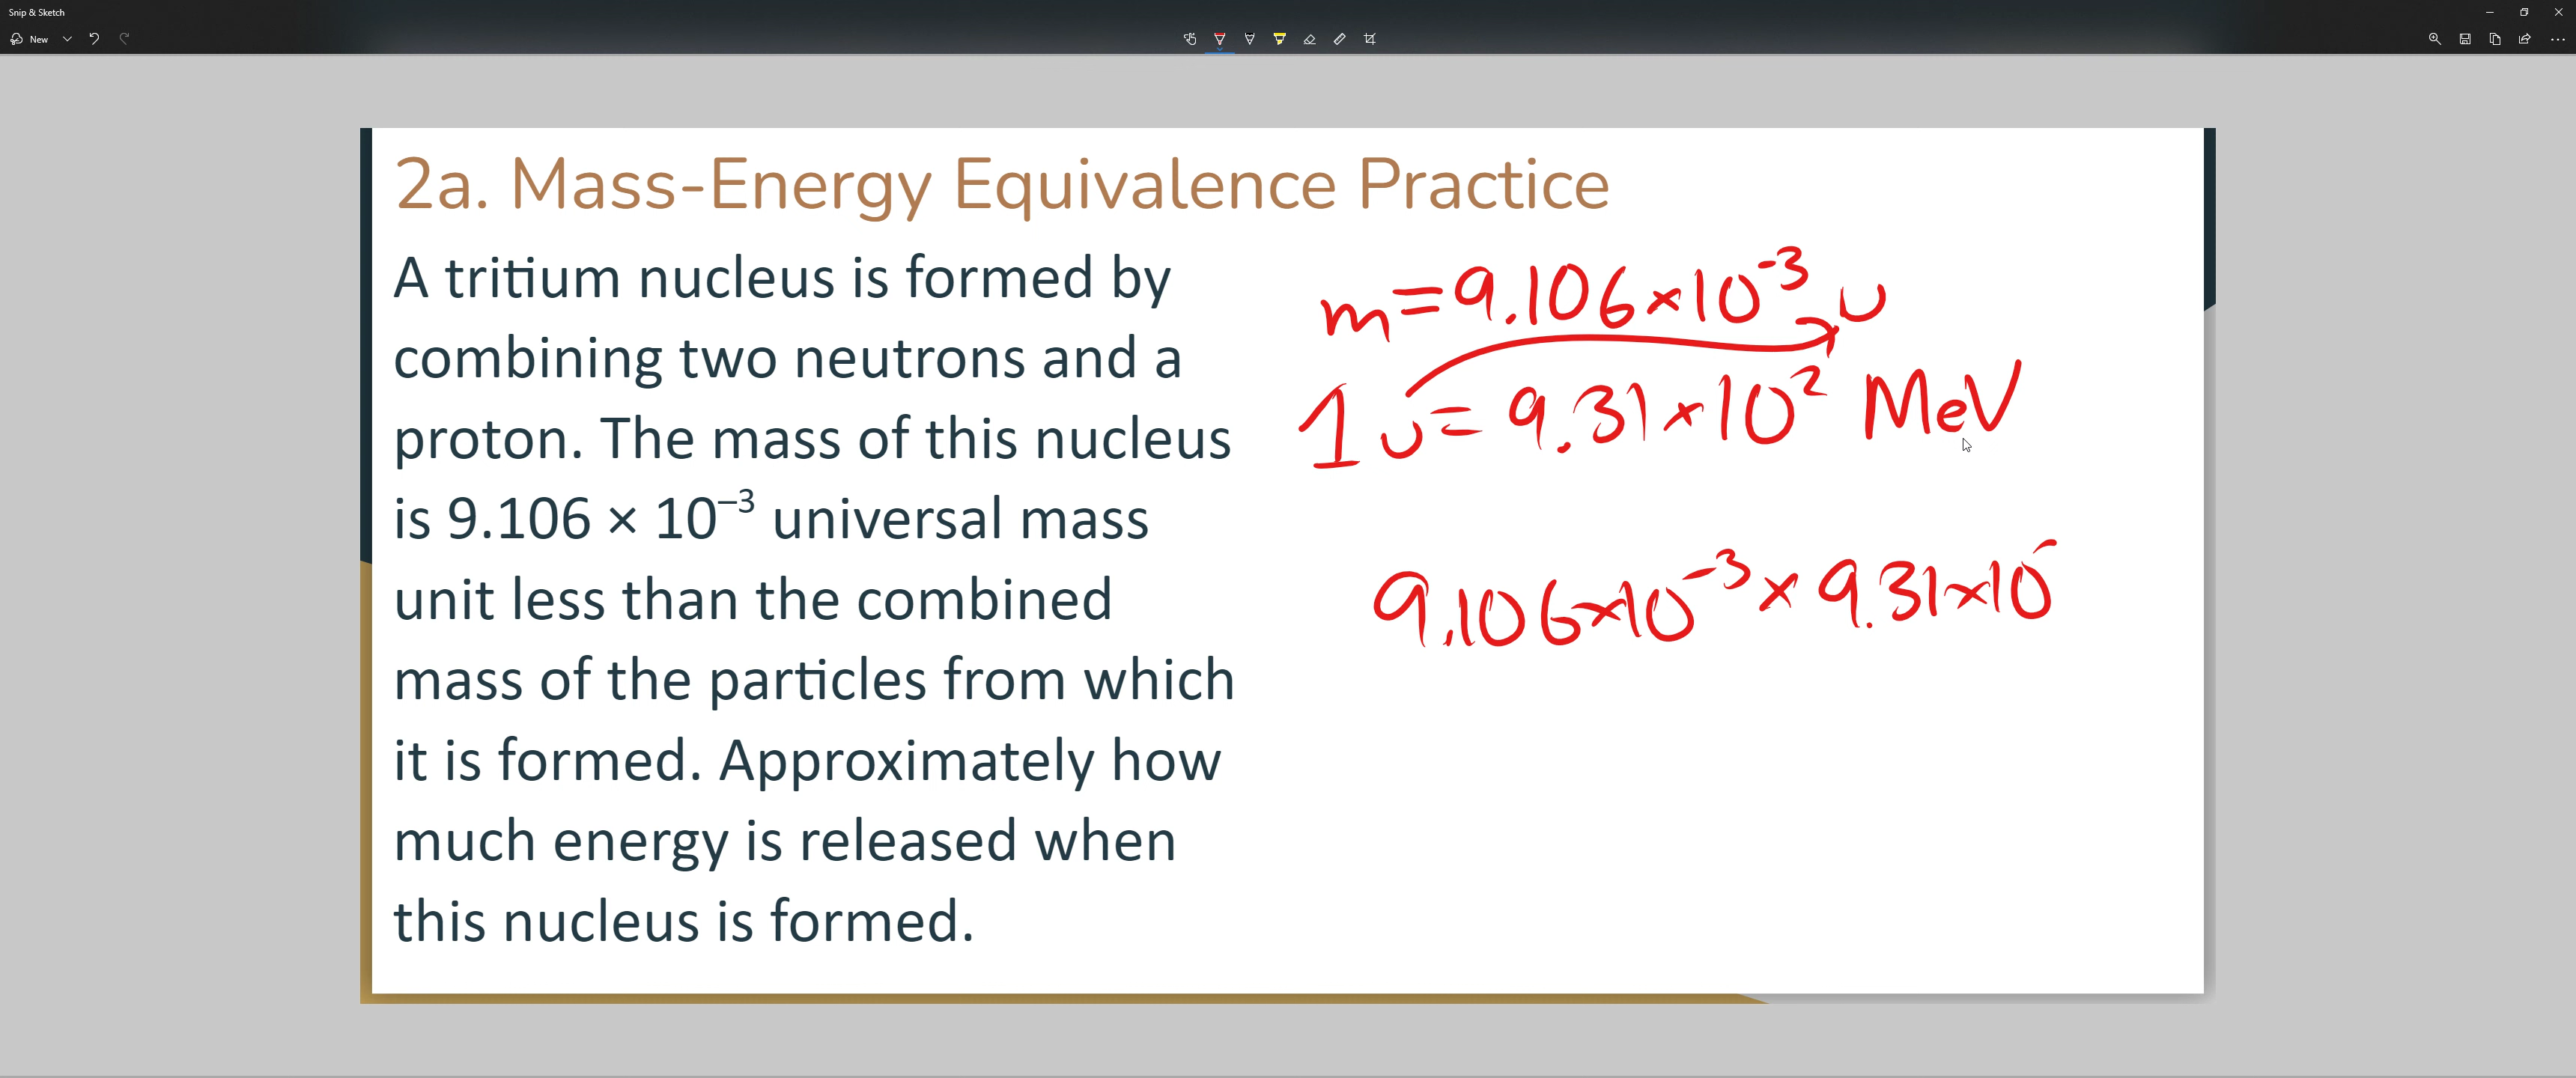 Snip & Sketch
New
2a. Mass-Energy Equivalence Practice
A tritium nucleus is formed by
combining two neutrons and a
proton. The mass of this nucleus
is 9.106 × 10⁻³ universal mass
unit less than the combined
mass of the particles from which
it is formed. Approximately how
much energy is released when
this nucleus is formed.
m=9.106×10⁻³ u
1 u = 9.31×10² MeV
9.106×10⁻³ × 9.31×10